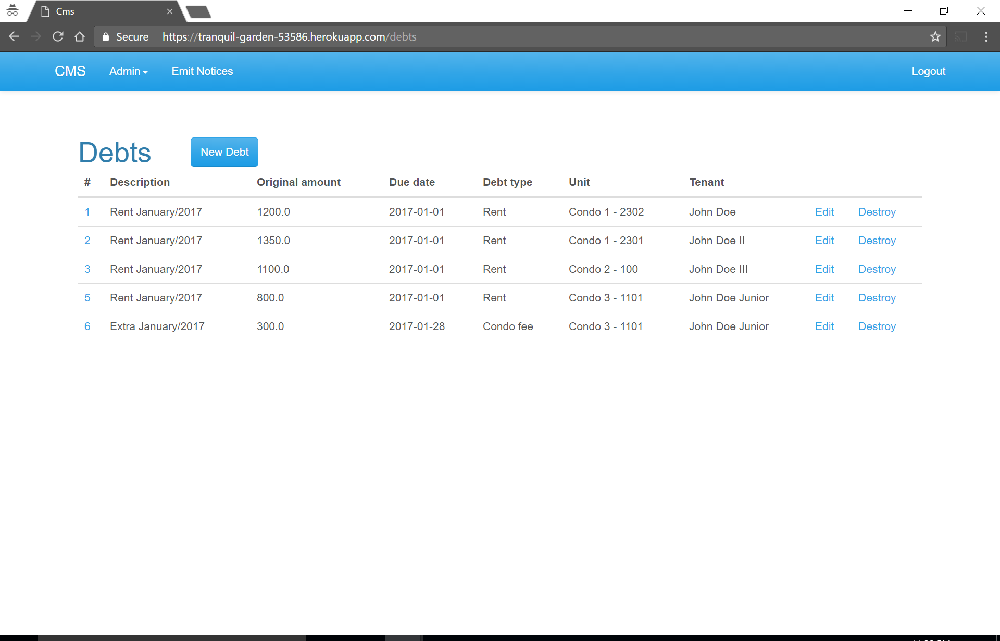 Cms
Secure https://tranquil-garden-53586.herokuapp.com/debts
CMS Admin Emit Notices Logout
Debts New Debt
# Description Original amount Due date Debt type Unit Tenant
1 Rent January/2017 1200.0 2017-01-01 Rent Condo 1 - 2302 John Doe Edit Destroy
2 Rent January/2017 1350.0 2017-01-01 Rent Condo 1 - 2301 John Doe II Edit Destroy
3 Rent January/2017 1100.0 2017-01-01 Rent Condo 2 - 100 John Doe III Edit Destroy
5 Rent January/2017 800.0 2017-01-01 Rent Condo 3 - 1101 John Doe Junior Edit Destroy
6 Extra January/2017 300.0 2017-01-28 Condo fee Condo 3 - 1101 John Doe Junior Edit Destroy